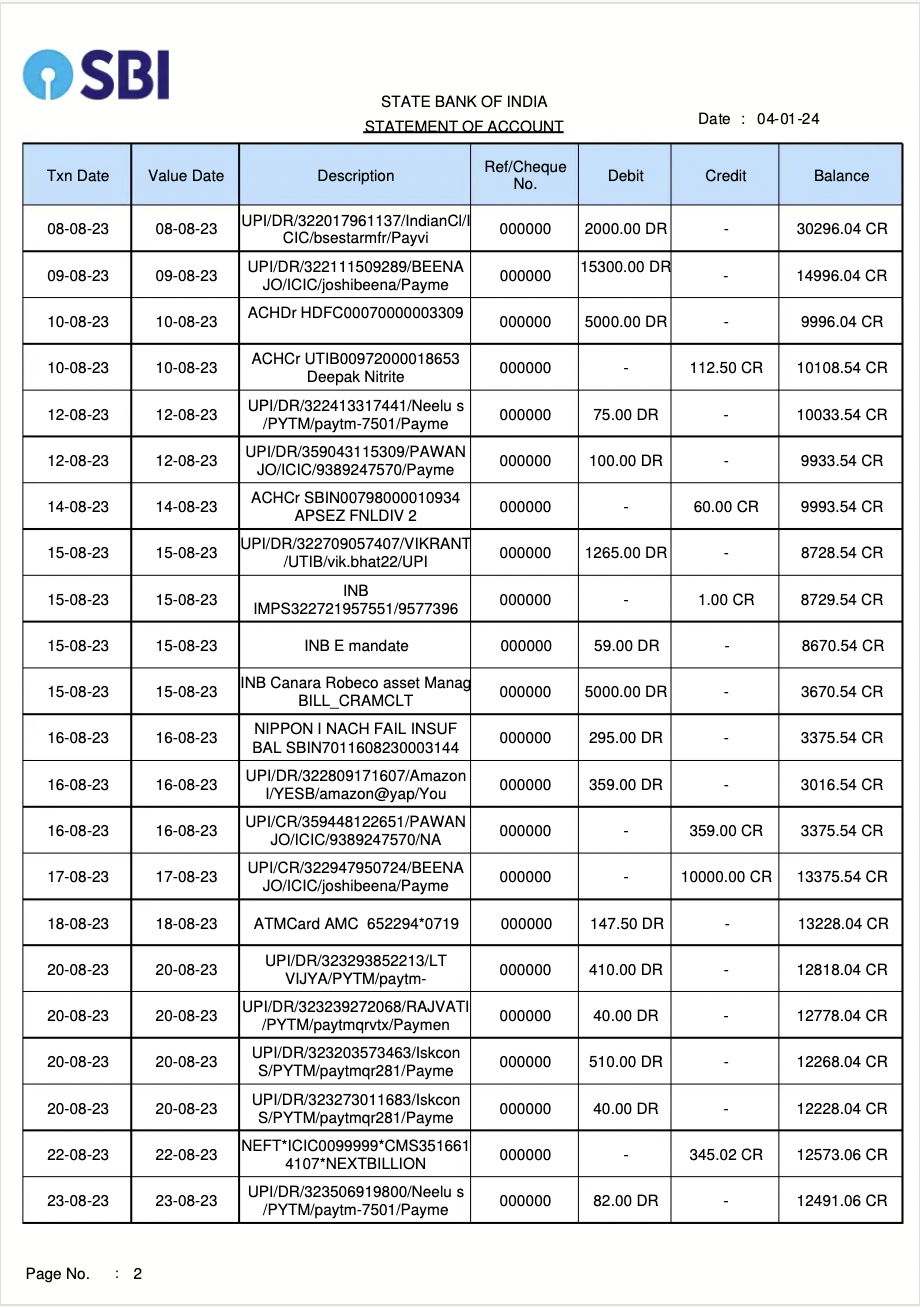 SBI
STATE BANK OF INDIA
STATEMENT OF ACCOUNT
Date : 04-01-24
Txn Date Value Date Description Ref/Cheque No. Debit Credit Balance
08-08-23 08-08-23 UPI/DR/322017961137/IndianCl/I 000000 2000.00 DR - 30296.04 CR
CIC/bsestarmfr/Payvi
09-08-23 09-08-23 UPI/DR/322111509289/BEENA 000000 15300.00 DR - 14996.04 CR
JO/ICIC/joshibeena/Payme
10-08-23 10-08-23 ACHDr HDFC00070000003309 000000 5000.00 DR - 9996.04 CR
10-08-23 10-08-23 ACHCr UTIB00972000018653 000000 - 112.50 CR 10108.54 CR
Deepak Nitrite
12-08-23 12-08-23 UPI/DR/322413317441/Neelu s 000000 75.00 DR - 10033.54 CR
/PYTM/paytm-7501/Payme
12-08-23 12-08-23 UPI/DR/359043115309/PAWAN 000000 100.00 DR - 9933.54 CR
JO/ICIC/9389247570/Payme
14-08-23 14-08-23 ACHCr SBIN00798000010934 000000 - 60.00 CR 9993.54 CR
APSEZ FNLDIV 2
15-08-23 15-08-23 UPI/DR/322709057407/VIKRANT 000000 1265.00 DR - 8728.54 CR
/UTIB/vik.bhat22/UPI
15-08-23 15-08-23 INB 000000 - 1.00 CR 8729.54 CR
IMPS322721957551/9577396
15-08-23 15-08-23 INB E mandate 000000 59.00 DR - 8670.54 CR
15-08-23 15-08-23 INB Canara Robeco asset Manag 000000 5000.00 DR - 3670.54 CR
BILL_CRAMCLT
16-08-23 16-08-23 NIPPON I NACH FAIL INSUF 000000 295.00 DR - 3375.54 CR
BAL SBIN7011608230003144
16-08-23 16-08-23 UPI/DR/322809171607/Amazon 000000 359.00 DR - 3016.54 CR
I/YESB/amazon@yap/You
16-08-23 16-08-23 UPI/CR/359448122651/PAWAN 000000 - 359.00 CR 3375.54 CR
JO/ICIC/9389247570/NA
17-08-23 17-08-23 UPI/CR/322947950724/BEENA 000000 - 10000.00 CR 13375.54 CR
JO/ICIC/joshibeena/Payme
18-08-23 18-08-23 ATMCard AMC 652294*0719 000000 147.50 DR - 13228.04 CR
20-08-23 20-08-23 UPI/DR/323293852213/LT 000000 410.00 DR - 12818.04 CR
VIJYA/PYTM/paytm-
20-08-23 20-08-23 UPI/DR/323239272068/RAJVATI 000000 40.00 DR - 12778.04 CR
/PYTM/paytmqrvtx/Paymen
20-08-23 20-08-23 UPI/DR/323203573463/Iskcon 000000 510.00 DR - 12268.04 CR
S/PYTM/paytmqr281/Payme
20-08-23 20-08-23 UPI/DR/323273011683/Iskcon 000000 40.00 DR - 12228.04 CR
S/PYTM/paytmqr281/Payme
22-08-23 22-08-23 NEFT*ICIC0099999*CMS351661 000000 - 345.02 CR 12573.06 CR
4107*NEXTBILLION
23-08-23 23-08-23 UPI/DR/323506919800/Neelu s 000000 82.00 DR - 12491.06 CR
/PYTM/paytm-7501/Payme
Page No. : 2